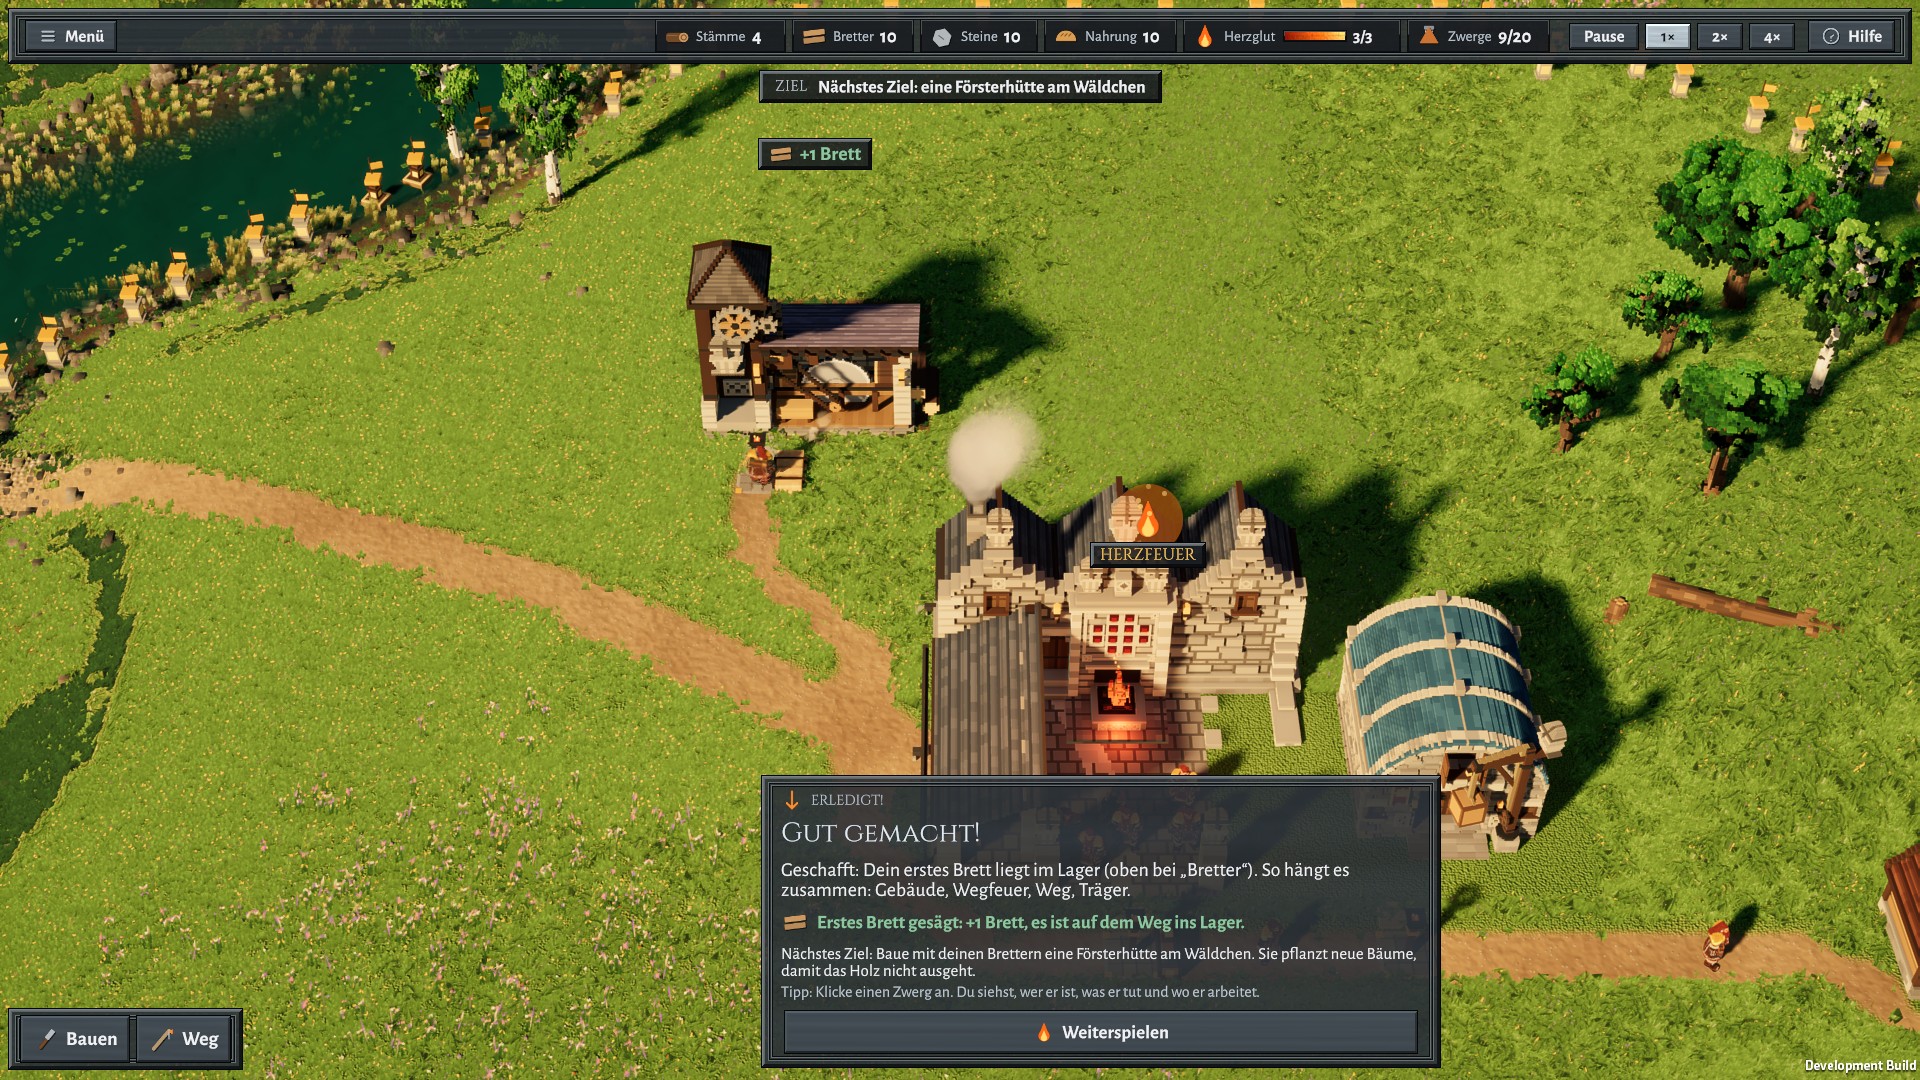 Menü
Stämme 4
Bretter 10
Steine 10
Nahrung 10
Herzglut 3/3
Zwerge 9/20
Pause
1×
2×
4×
Hilfe
ZIEL Nächstes Ziel: eine Försterhütte am Wäldchen
+1 Brett
HERZFEUER
ERLEDIGT!
GUT GEMACHT!
Geschafft: Dein erstes Brett liegt im Lager (oben bei „Bretter“). So hängt es
zusammen: Gebäude, Wegfeuer, Weg, Träger.
Erstes Brett gesägt: +1 Brett, es ist auf dem Weg ins Lager.
Nächstes Ziel: Baue mit deinen Brettern eine Försterhütte am Wäldchen. Sie pflanzt neue Bäume,
damit das Holz nicht ausgeht.
Tipp: Klicke einen Zwerg an. Du siehst, wer er ist, was er tut und wo er arbeitet.
Weiterspielen
Bauen
Weg
Development Build